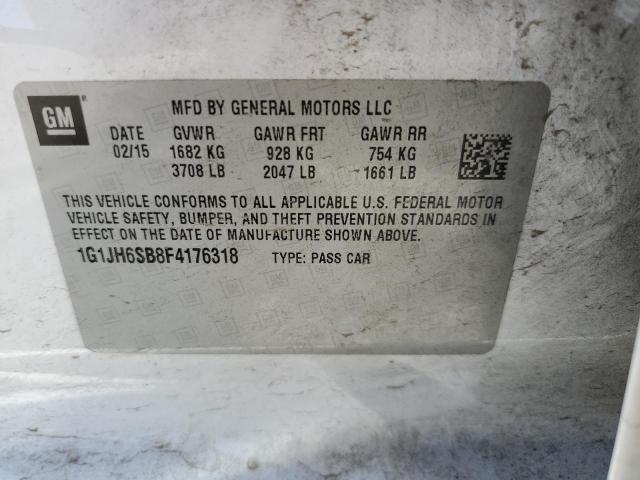 GM ®
MFD BY GENERAL MOTORS LLC
DATE GVWR GAWR FRT GAWR RR
02/15 1682 KG 928 KG 754 KG
3708 LB 2047 LB 1661 LB
THIS VEHICLE CONFORMS TO ALL APPLICABLE U.S. FEDERAL MOTOR
VEHICLE SAFETY, BUMPER, AND THEFT PREVENTION STANDARDS IN
EFFECT ON THE DATE OF MANUFACTURE SHOWN ABOVE.
1G1JH6SB8F4176318 TYPE: PASS CAR